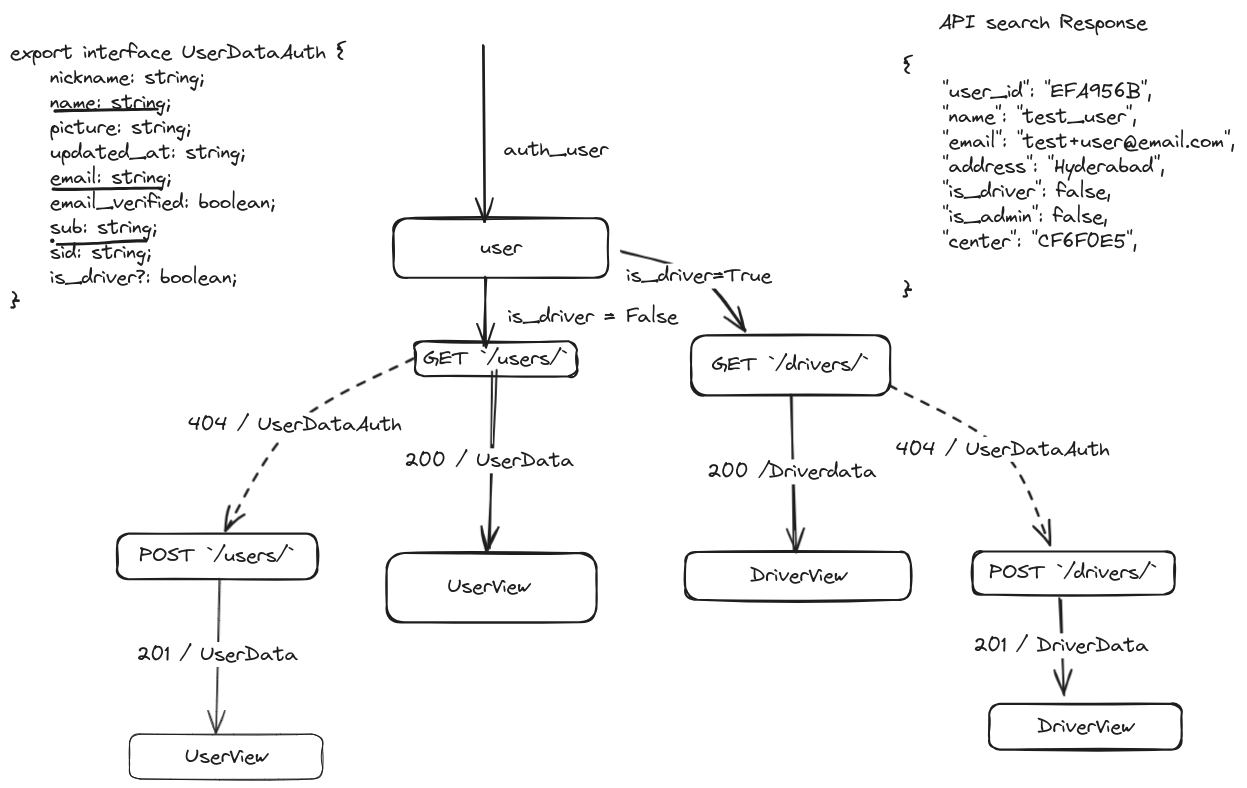 API search Response
export interface UserDataAuth {
nickname: string;
name: string;
picture: string;
updated_at: string;
email: string;
email_verified: boolean;
sub: string;
sid: string;
is_driver?: boolean;
}
{
"user_id": "EFA956B",
"name": "test_user",
"email": "test+user@email.com",
"address": "Hyderabad",
"is_driver": false,
"is_admin": false,
"center": "CF6F0E5",
}
auth_user
user
is_driver=True
is_driver = False
GET `/users/`
GET `/drivers/`
404 / UserDataAuth
200 / UserData
200 /Driverdata
404 / UserDataAuth
POST `/users/`
UserView
DriverView
POST `/drivers/`
201 / UserData
201 / DriverData
UserView
DriverView